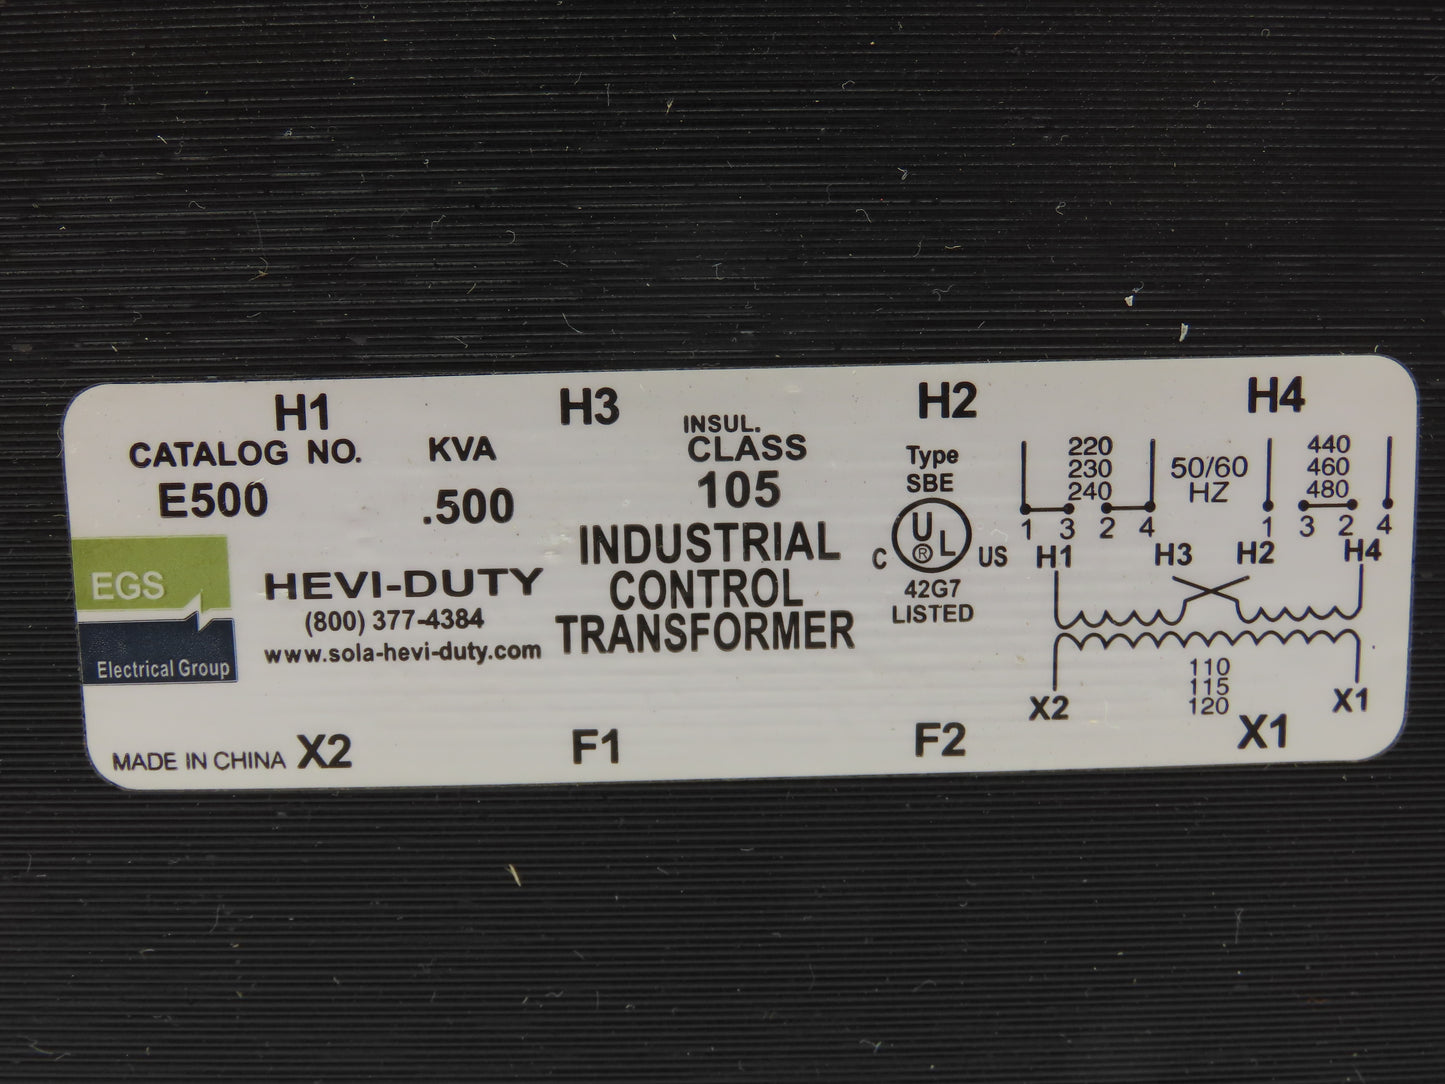 H1 H3 H2 H4
CATALOG NO. KVA INSUL. CLASS
E500 .500 105
INDUSTRIAL
CONTROL
TRANSFORMER
EGS
Electrical Group
HEVI-DUTY
(800) 377-4384
www.sola-hevi-duty.com
Type
SBE
UL ®
C US
42G7
LISTED
220
230
240
50/60
HZ
440
460
480
1 3 2 4 1 3 2 4
H1 H3 H2 H4
110
115
120
X2 X1
MADE IN CHINA X2 F1 F2 X1